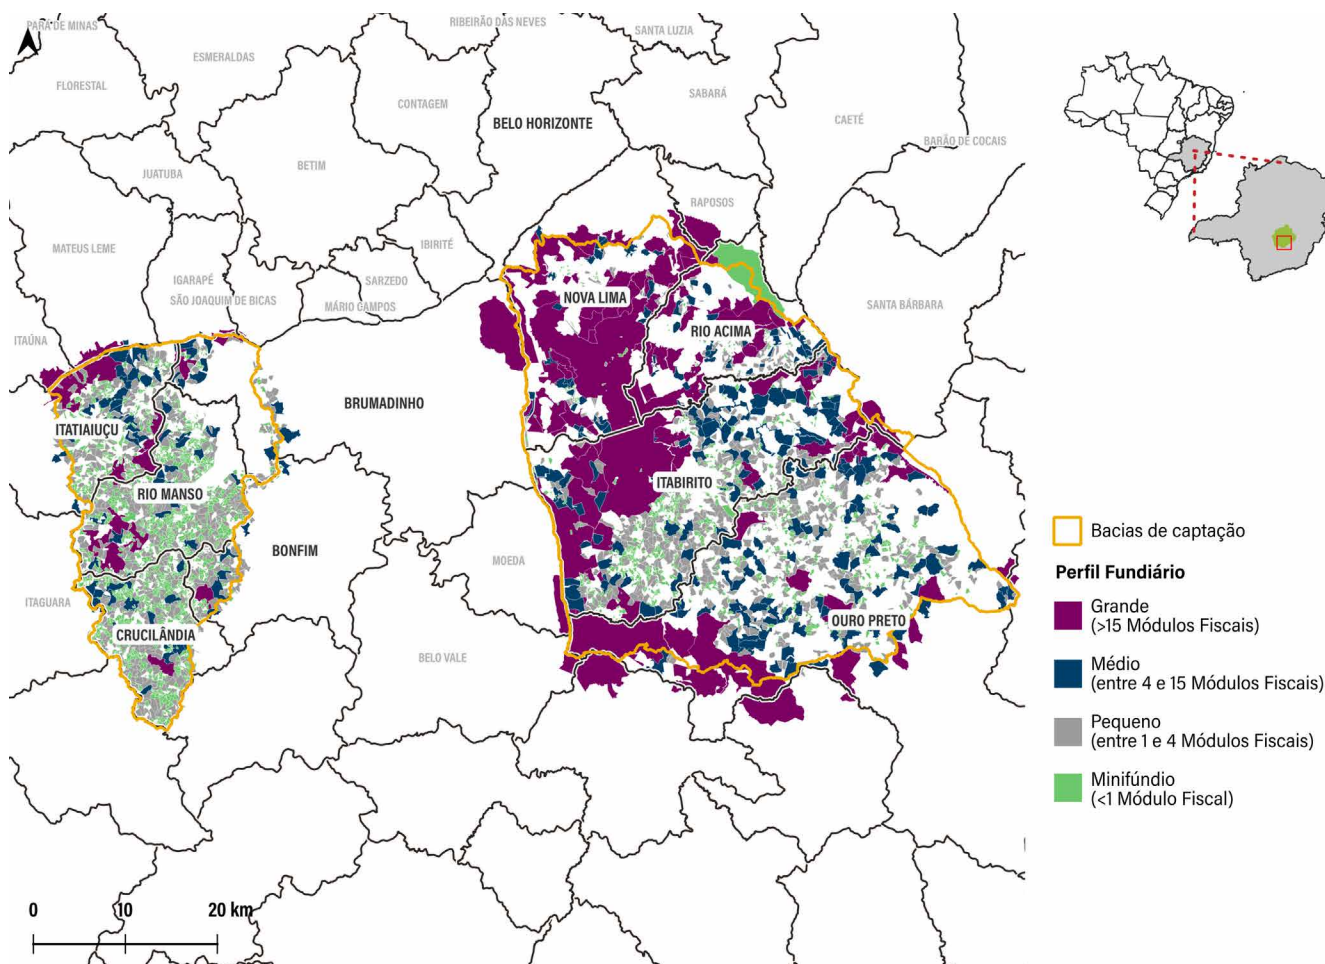 PARÁ DE MINAS
RIBEIRÃO DAS NEVES
SANTA LUZIA
ESMERALDAS
FLORESTAL
CONTAGEM
SABARÁ
BELO HORIZONTE
CAETÉ
BARÃO DE COCAIS
JUATUBA
BETIM
RAPOSOS
MATEUS LEME
IBIRITÉ
IGARAPÉ
SARZEDO
SÃO JOAQUIM DE BICAS
MÁRIO CAMPOS
NOVA LIMA
SANTA BÁRBARA
RIO ACIMA
ITAÚNA
BRUMADINHO
ITATIAIUÇU
ITABIRITO
RIO MANSO
BONFIM
MOEDA
ITAGUARA
OURO PRETO
CRUCILÂNDIA
BELO VALE
0 10 20 km
Bacias de captação
Perfil Fundiário
Grande
(>15 Módulos Fiscais)
Médio
(entre 4 e 15 Módulos Fiscais)
Pequeno
(entre 1 e 4 Módulos Fiscais)
Minifúndio
(<1 Módulo Fiscal)